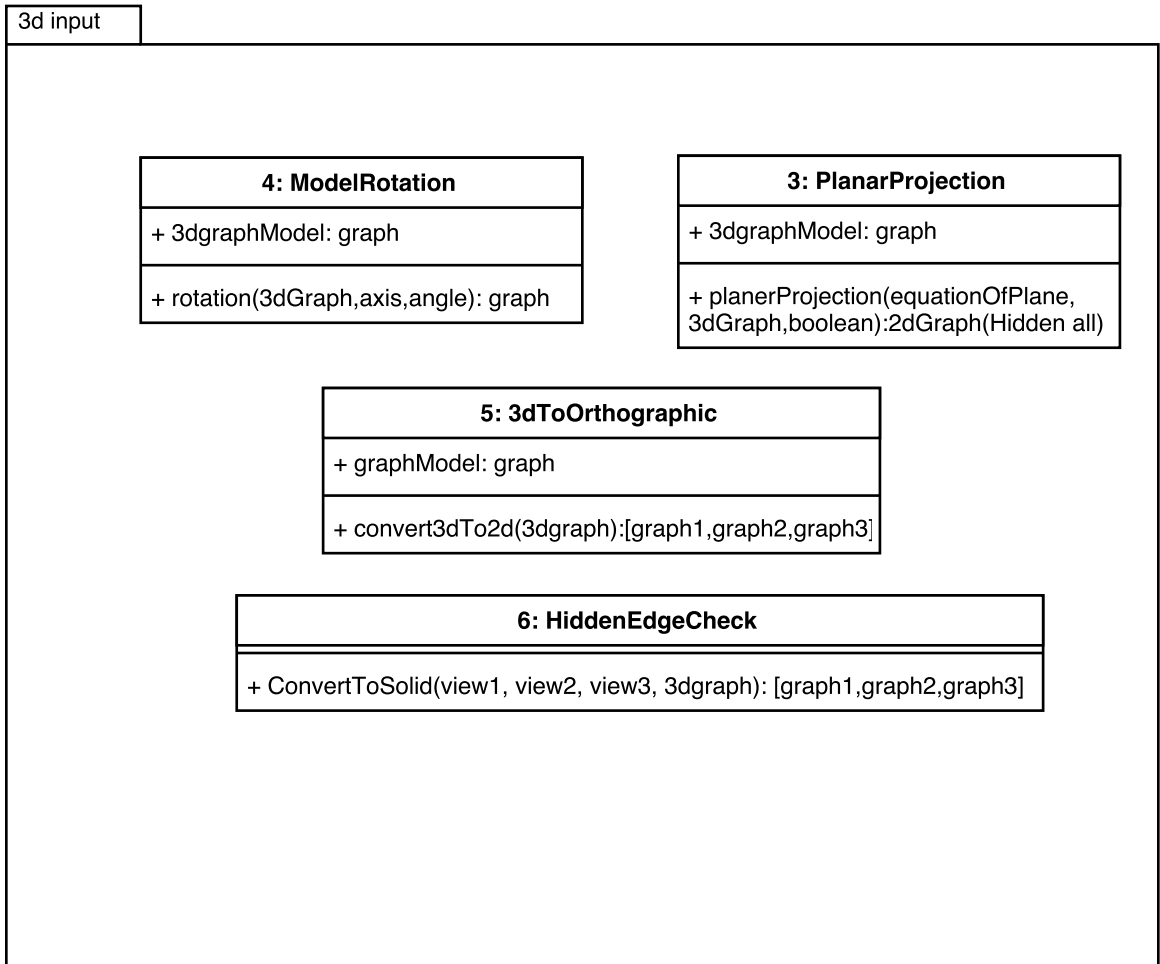 3d input
4: ModelRotation
+ 3dgraphModel: graph
+ rotation(3dGraph,axis,angle): graph
3: PlanarProjection
+ 3dgraphModel: graph
+ planerProjection(equationOfPlane,
3dGraph,boolean):2dGraph(Hidden all)
5: 3dToOrthographic
+ graphModel: graph
+ convert3dTo2d(3dgraph):[graph1,graph2,graph3]
6: HiddenEdgeCheck
+ ConvertToSolid(view1, view2, view3, 3dgraph): [graph1,graph2,graph3]